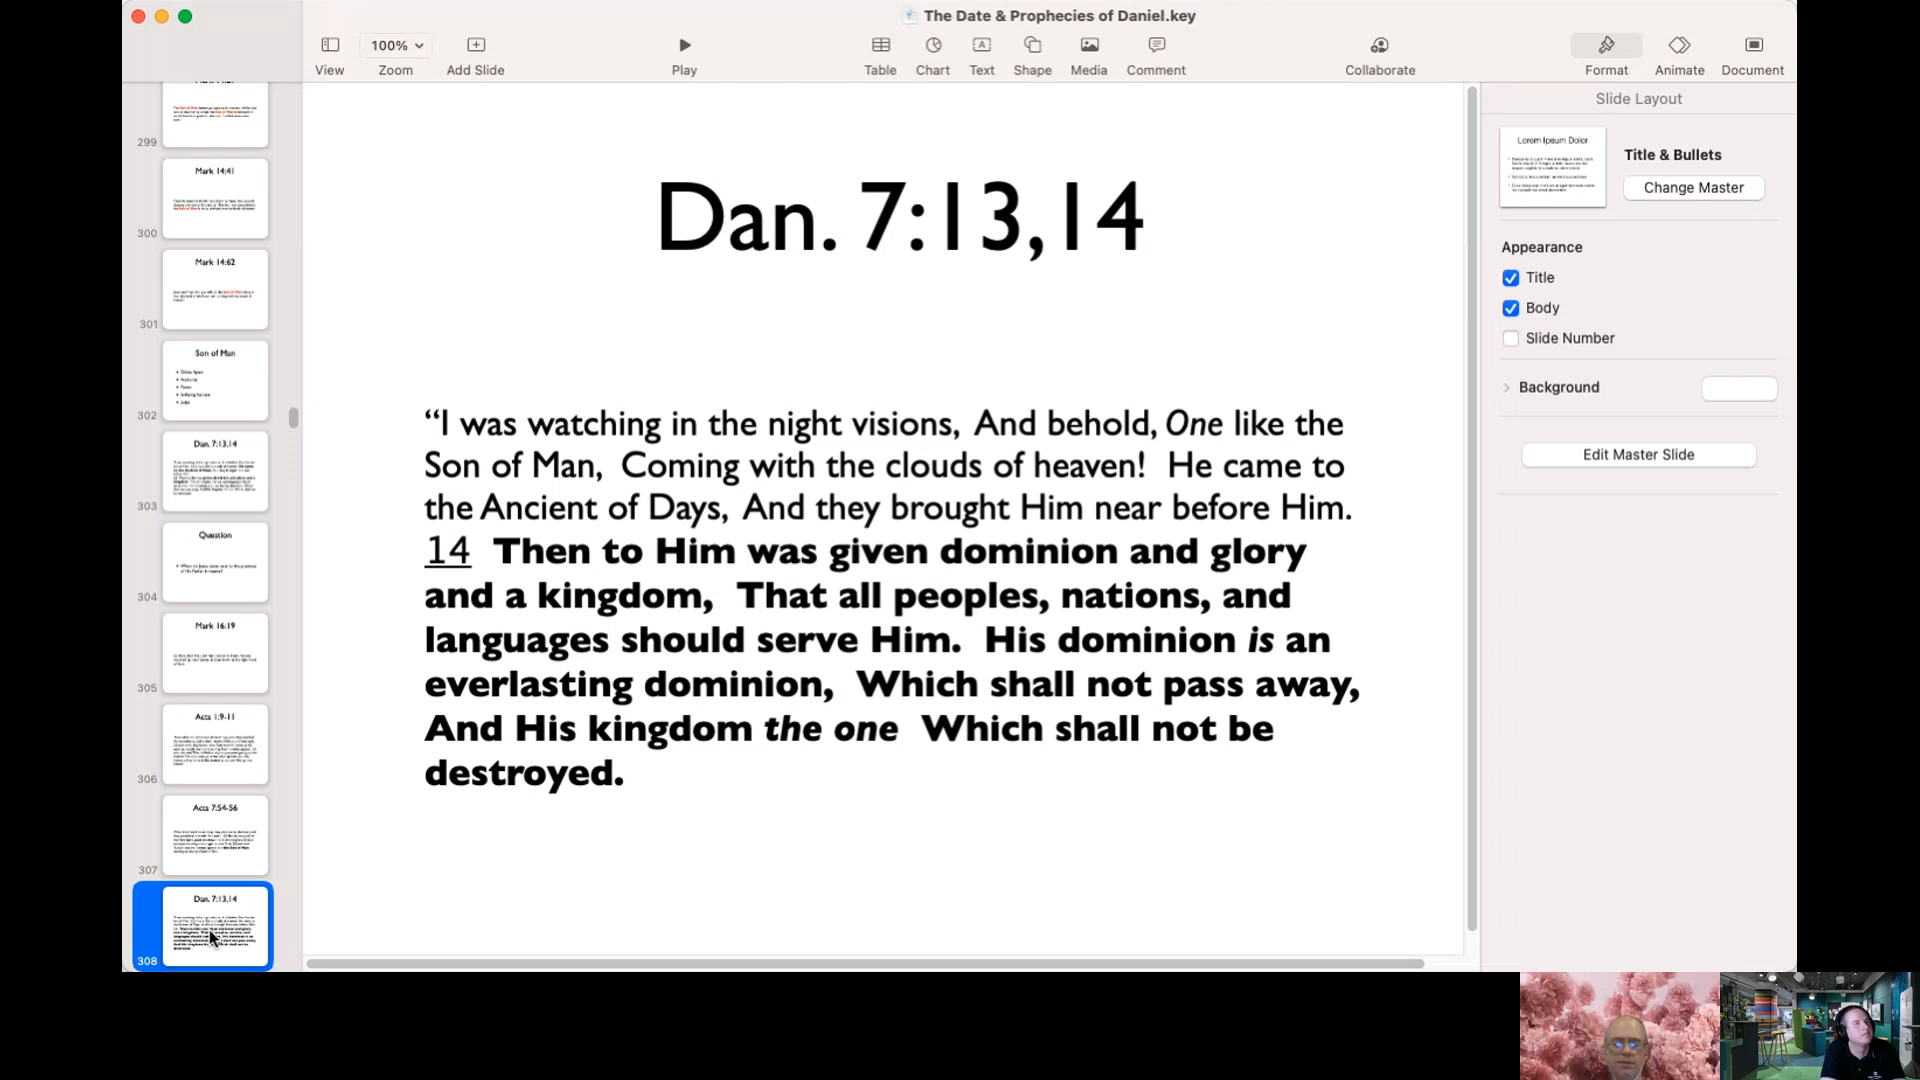 The Date & Prophecies of Daniel.key
View
100%
Zoom
Add Slide
Play
Table
Chart
Text
Shape
Media
Comment
Collaborate
Format
Animate
Document
299
Mark 14:41
300
Mark 14:62
301
Son of Man
302
Dan. 7:13,14
303
Question
304
Mark 16:19
305
Acts 1:9-11
306
Acts 7:54-56
307
Dan. 7:13,14
308
Dan. 7:13,14
“I was watching in the night visions, And behold, One like the
Son of Man, Coming with the clouds of heaven! He came to
the Ancient of Days, And they brought Him near before Him.
14 Then to Him was given dominion and glory
and a kingdom, That all peoples, nations, and
languages should serve Him. His dominion is an
everlasting dominion, Which shall not pass away,
And His kingdom the one Which shall not be
destroyed.
Slide Layout
Lorem Ipsum Dolor
Title & Bullets
Change Master
Appearance
Title
Body
Slide Number
Background
Edit Master Slide